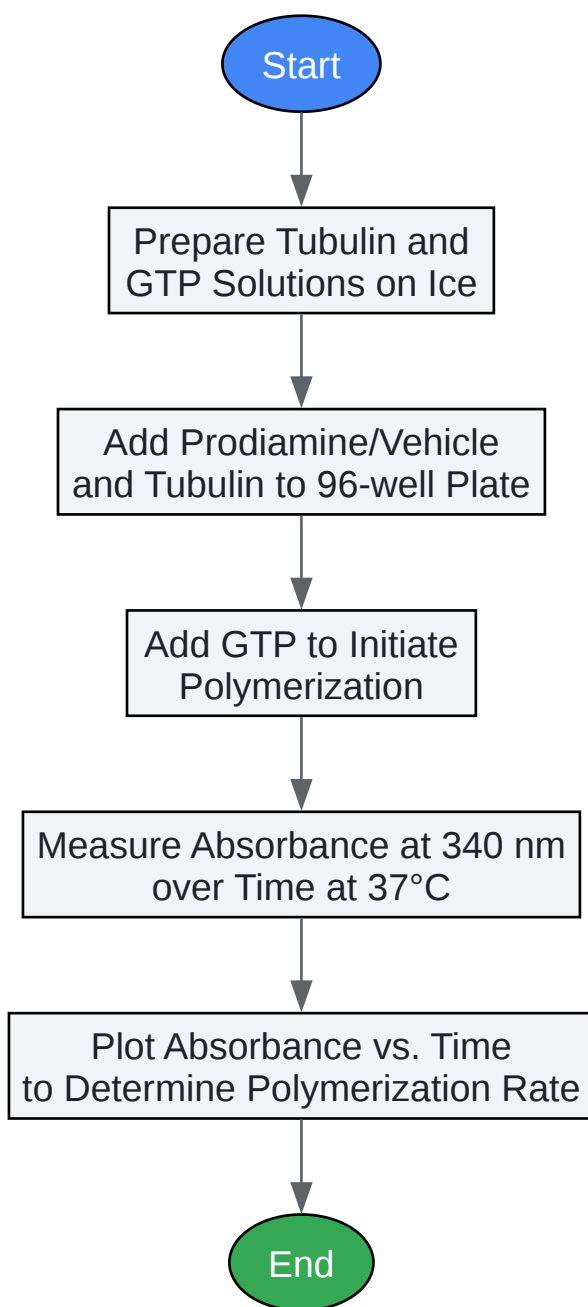 Start
Prepare Tubulin and
GTP Solutions on Ice
Add Prodiamine/Vehicle
and Tubulin to 96-well Plate
Add GTP to Initiate
Polymerization
Measure Absorbance at 340 nm
over Time at 37°C
Plot Absorbance vs. Time
to Determine Polymerization Rate
End